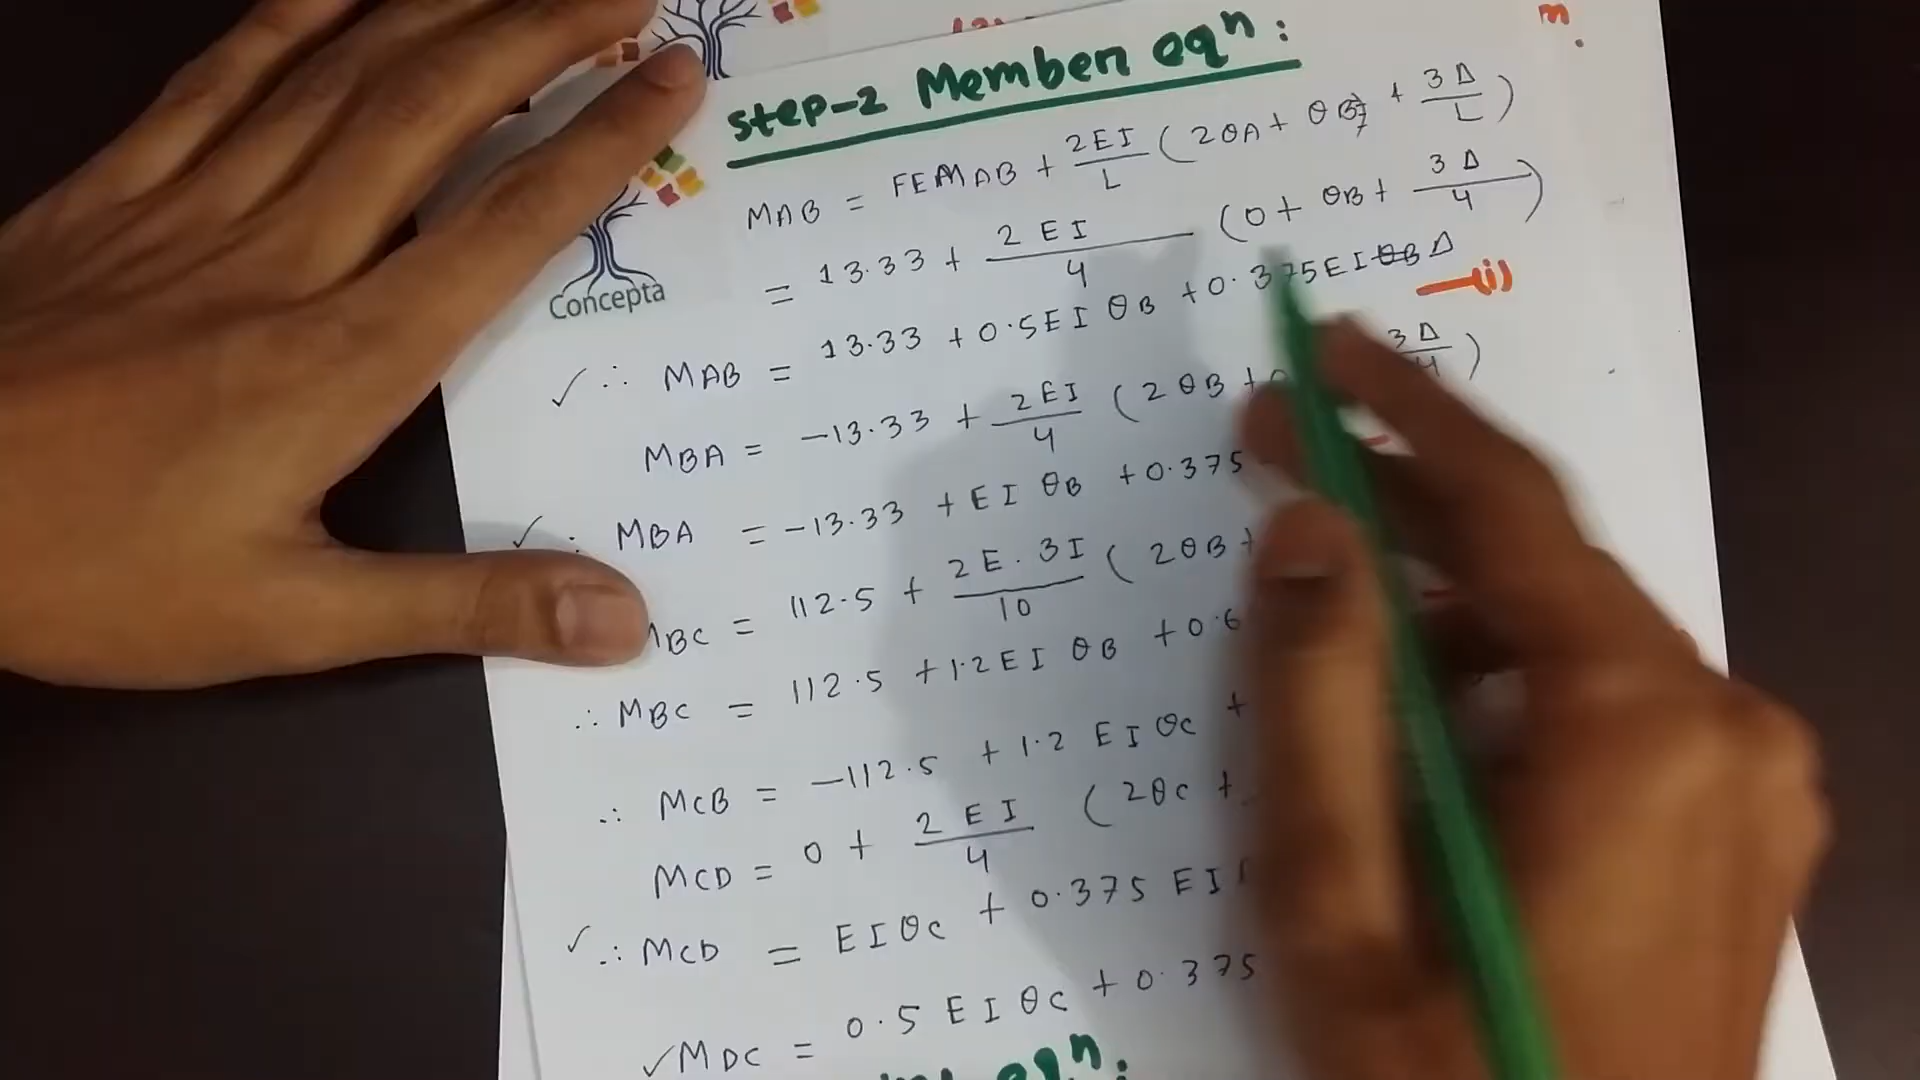 step-2 Member eqn:
MAB = FEMAB + 2EI/L (2θA + θB + 3Δ/L)
= 13.33 + 2EI/4 (0 + θB + 3Δ/4)
✓ ∴ MAB = 13.33 + 0.5EI θB + 0.375EI Δ —(i)
MBA = -13.33 + 2EI/4 (2θB + 3Δ/4)
✓ ∴ MBA = -13.33 + EI θB + 0.375
MBC = 112.5 + 2E.3I/10 (2θB +
∴ MBC = 112.5 + 1.2EI θB + 0.6
∴ MCB = -112.5 + 1.2 EI θC +
MCD = 0 + 2EI/4 (2θC +
✓ ∴ MCD = EIθC + 0.375 EI
✓ MDC = 0.5 EI θC + 0.375
eqn:
Concepta